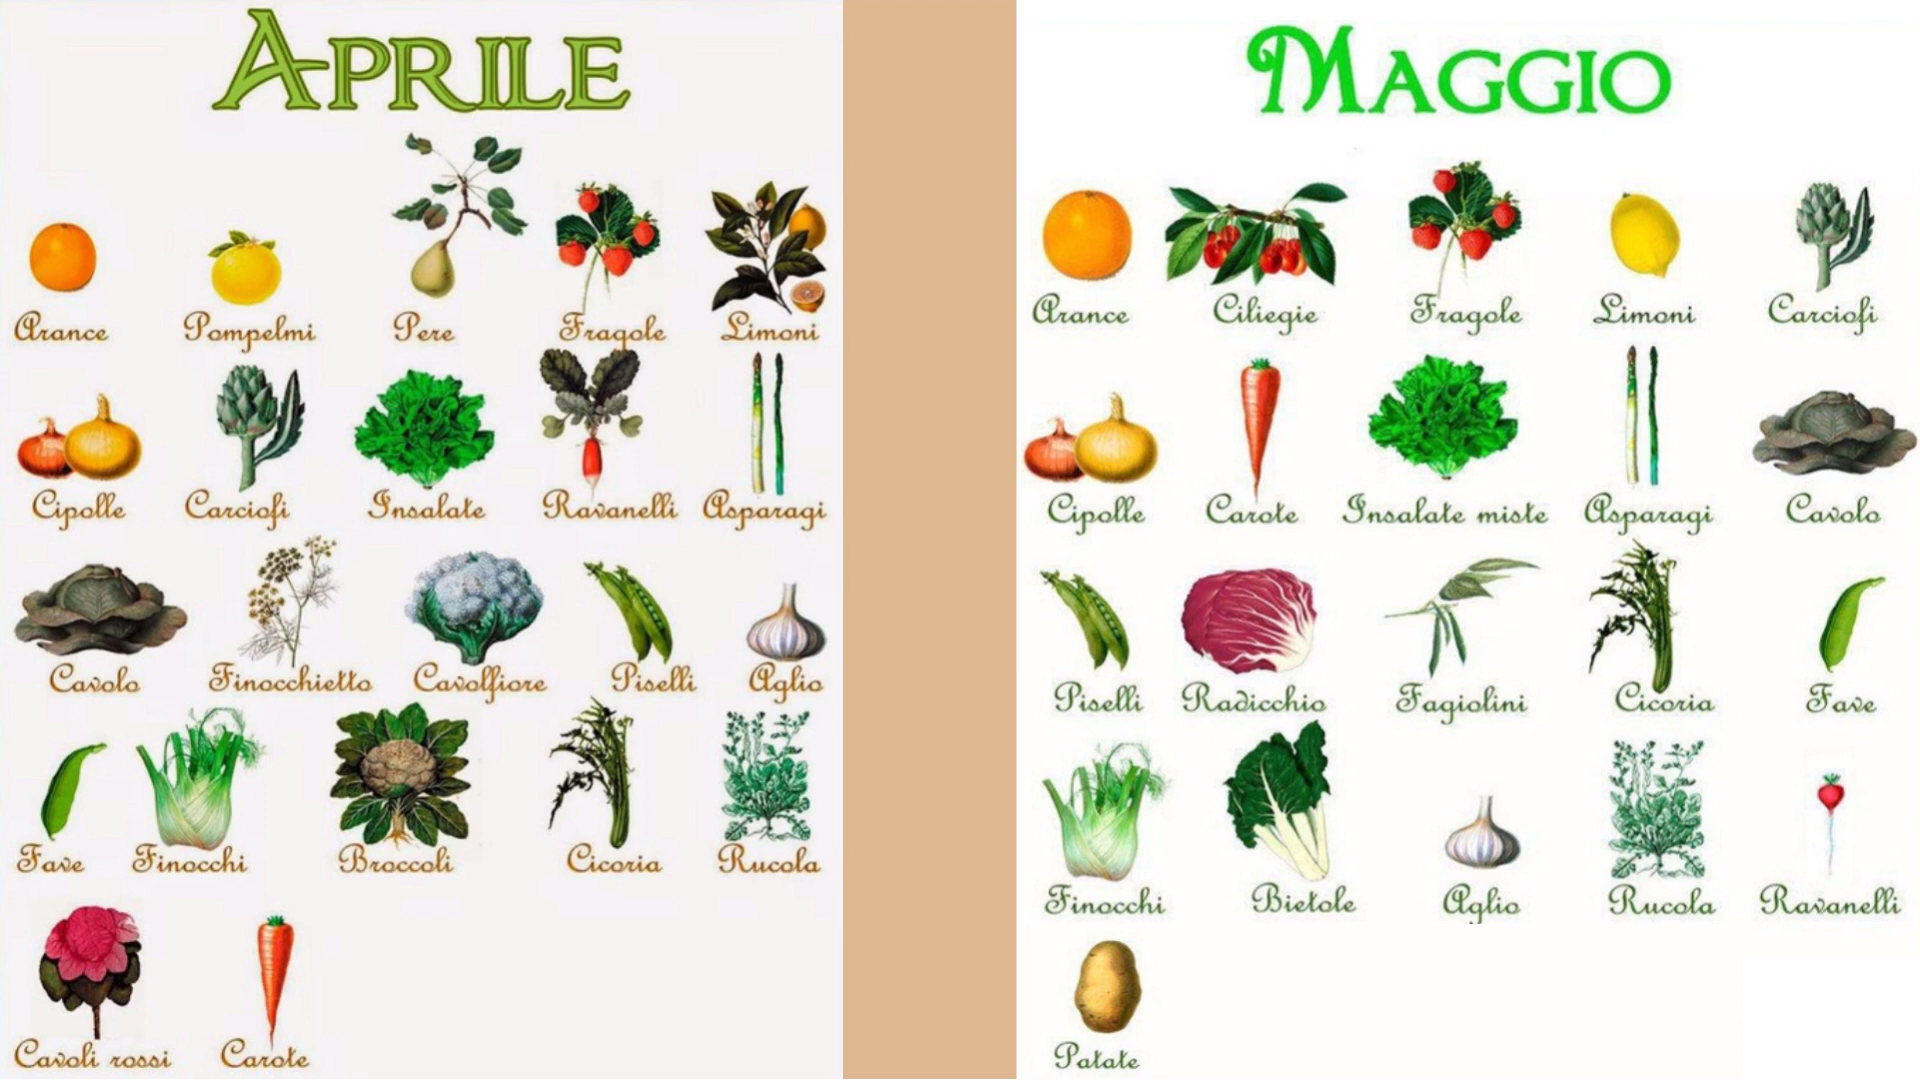 APRILE
Arance Pompelmi Pere Fragole Limoni
Cipolle Carciofi Insalate Ravanelli Asparagi
Cavolo Finocchietto Cavolfiore Piselli Aglio
Fave Finocchi Broccoli Cicoria Rucola
Cavoli rossi Carote
MAGGIO
Arance Ciliegie Fragole Limoni Carciofi
Cipolle Carote Insalate miste Asparagi Cavolo
Piselli Radicchio Fagiolini Cicoria Fave
Finocchi Bietole Aglio Rucola Ravanelli
Patate